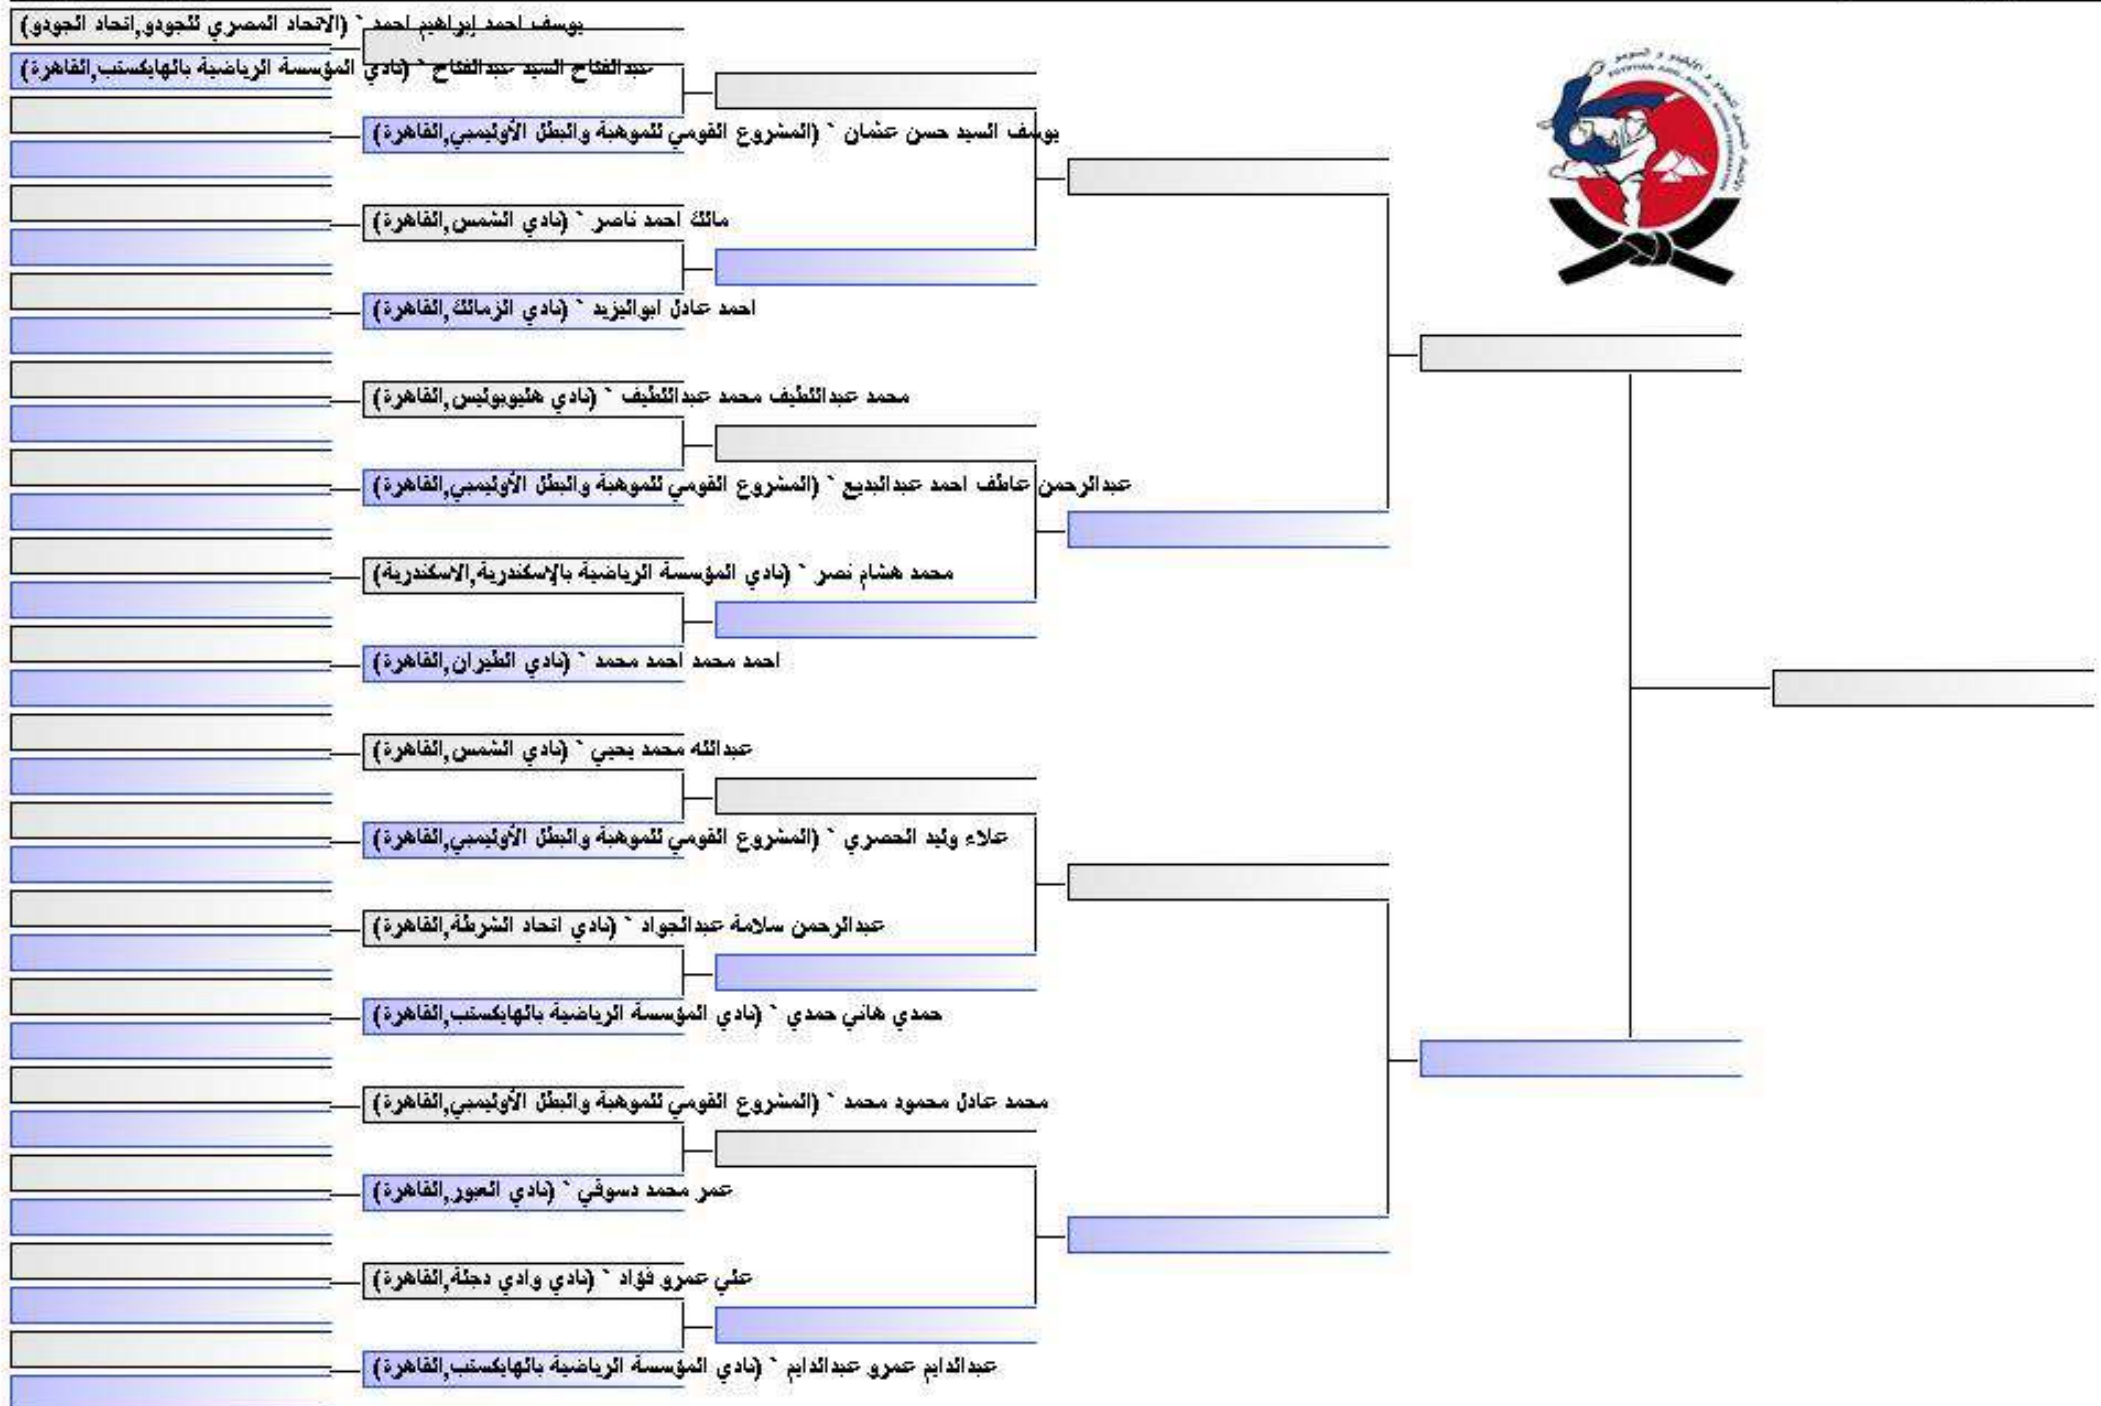 يوسف احمد إبراهيم احمد ` (الاتحاد المصري للجودو,اتحاد الجودو)
عبدالفتاح السيد عبدالفتاح ` (نادي المؤسسة الرياضية بالهايكستب,القاهرة)
يوسف السيد حسن عثمان ` (المشروع القومي للموهبة والبطل الأوليمبي,القاهرة)
مالك احمد ناصر ` (نادي الشمس,القاهرة)
احمد عادل ابواليزيد ` (نادي الزمالك,القاهرة)
محمد عبداللطيف محمد عبداللطيف ` (نادي هليوبوليس,القاهرة)
عبدالرحمن عاطف احمد عبدالبديع ` (المشروع القومي للموهبة والبطل الأوليمبي,القاهرة)
محمد هشام نصر ` (نادي المؤسسة الرياضية بالإسكندرية,الاسكندرية)
احمد محمد احمد محمد ` (نادي الطيران,القاهرة)
عبدالله محمد يحيي ` (نادي الشمس,القاهرة)
علاء وليد الحصري ` (المشروع القومي للموهبة والبطل الأوليمبي,القاهرة)
عبدالرحمن سلامة عبدالجواد ` (نادي اتحاد الشرطة,القاهرة)
حمدي هاني حمدي ` (نادي المؤسسة الرياضية بالهايكستب,القاهرة)
محمد عادل محمود محمد ` (المشروع القومي للموهبة والبطل الأوليمبي,القاهرة)
عمر محمد دسوقي ` (نادي العبور,القاهرة)
علي عمرو فؤاد ` (نادي وادي دجلة,القاهرة)
عبدالدايم عمرو عبدالدايم ` (نادي المؤسسة الرياضية بالهايكستب,القاهرة)